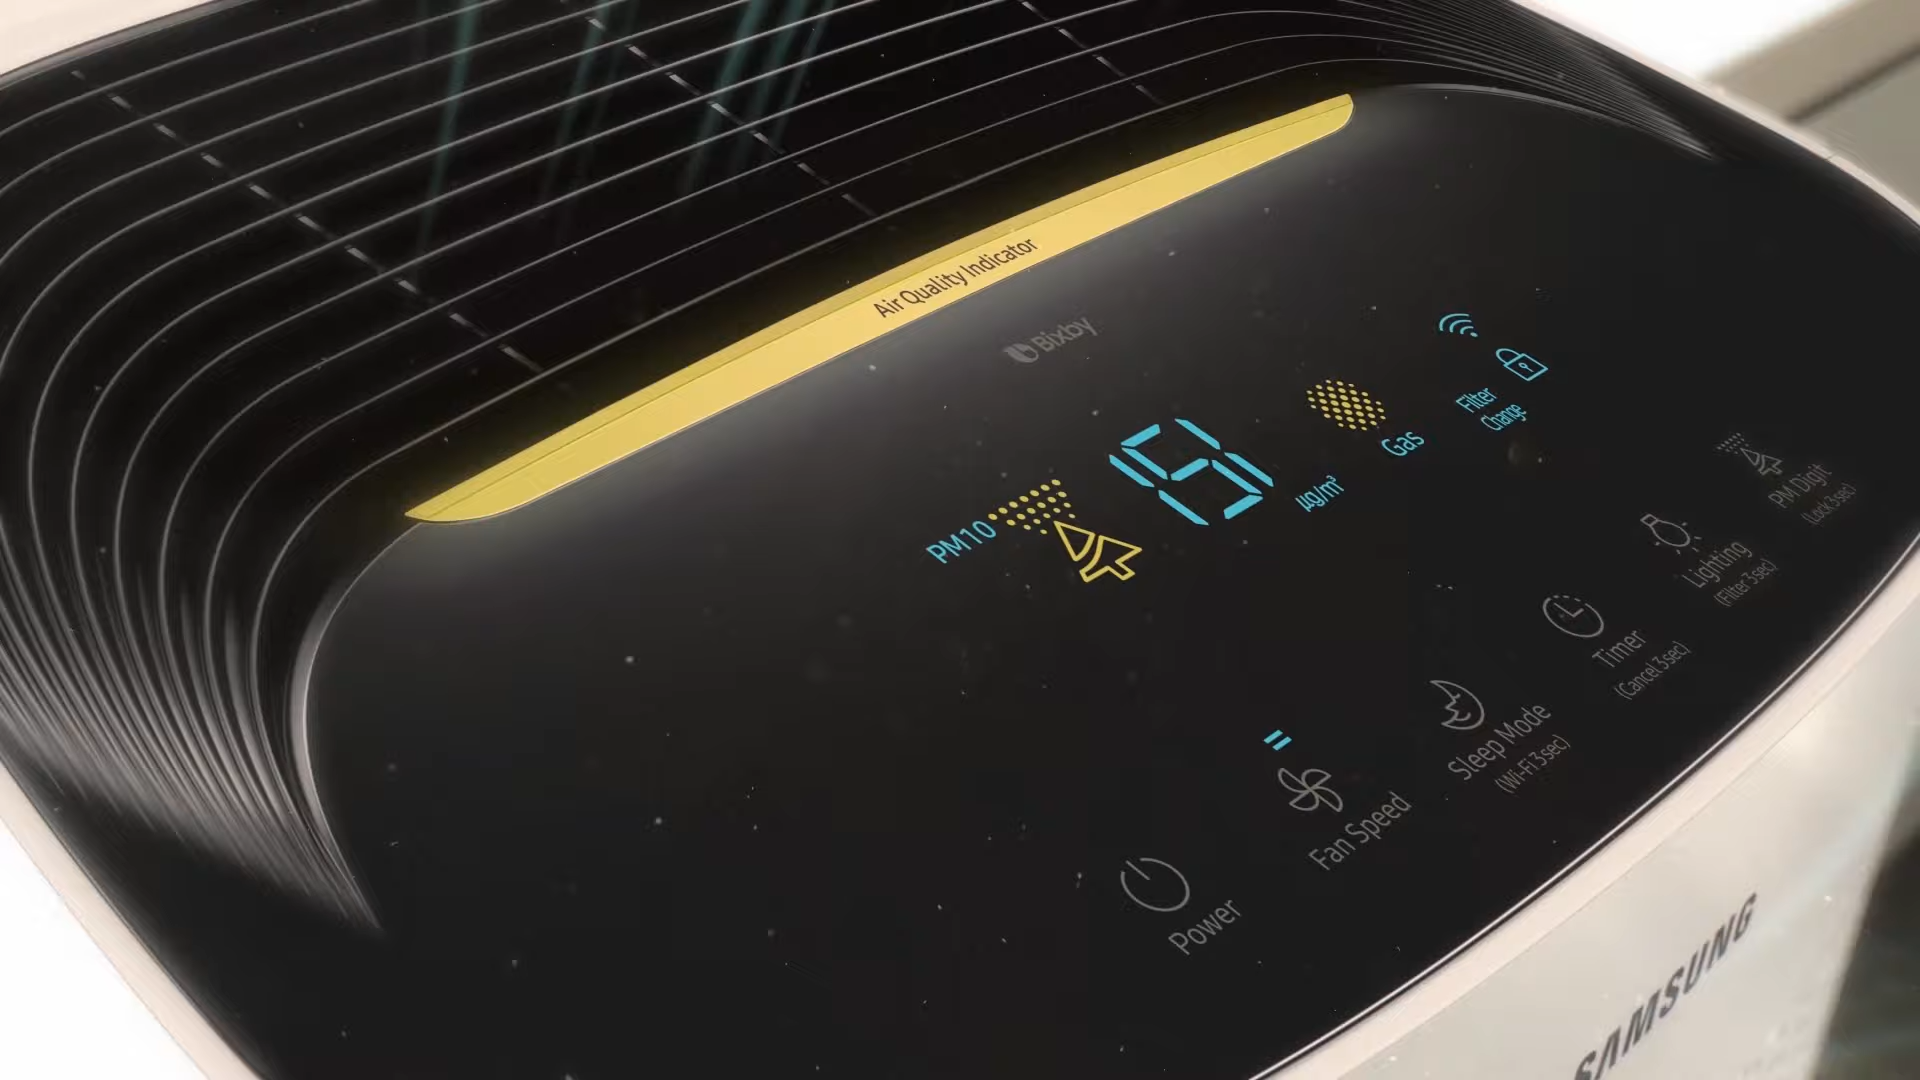 Air Quality Indicator
Bixby
PM10
151
µg/m³
Gas
Filter
Change
PM Digit
(Lock 3sec)
Lighting
(Filter 3sec)
Timer
(Cancel 3sec)
Sleep Mode
(Wi-Fi 3sec)
Fan Speed
Power
SAMSUNG